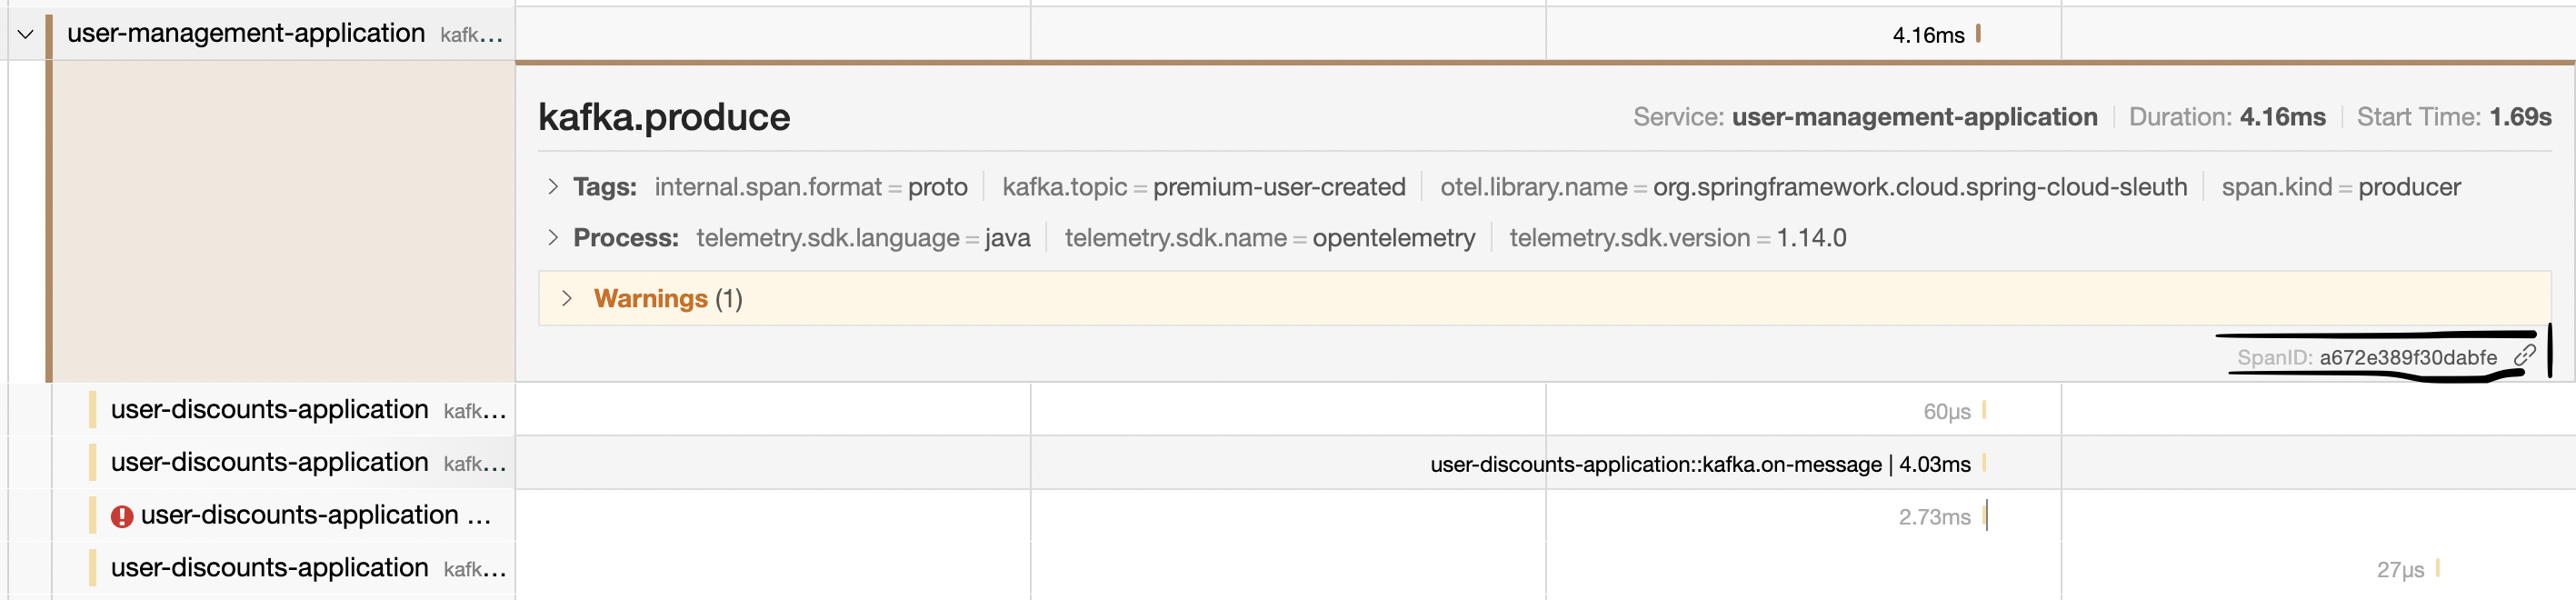 user-management-application kafk... 4.16ms
kafka.produce
Service: user-management-application Duration: 4.16ms Start Time: 1.69s
Tags: internal.span.format = proto kafka.topic = premium-user-created otel.library.name = org.springframework.cloud.spring-cloud-sleuth span.kind = producer
Process: telemetry.sdk.language = java telemetry.sdk.name = opentelemetry telemetry.sdk.version = 1.14.0
Warnings (1)
SpanID: a672e389f30dabfe
user-discounts-application kafk... 60μs
user-discounts-application kafk... user-discounts-application::kafka.on-message | 4.03ms
user-discounts-application ... 2.73ms
user-discounts-application kafk... 27μs